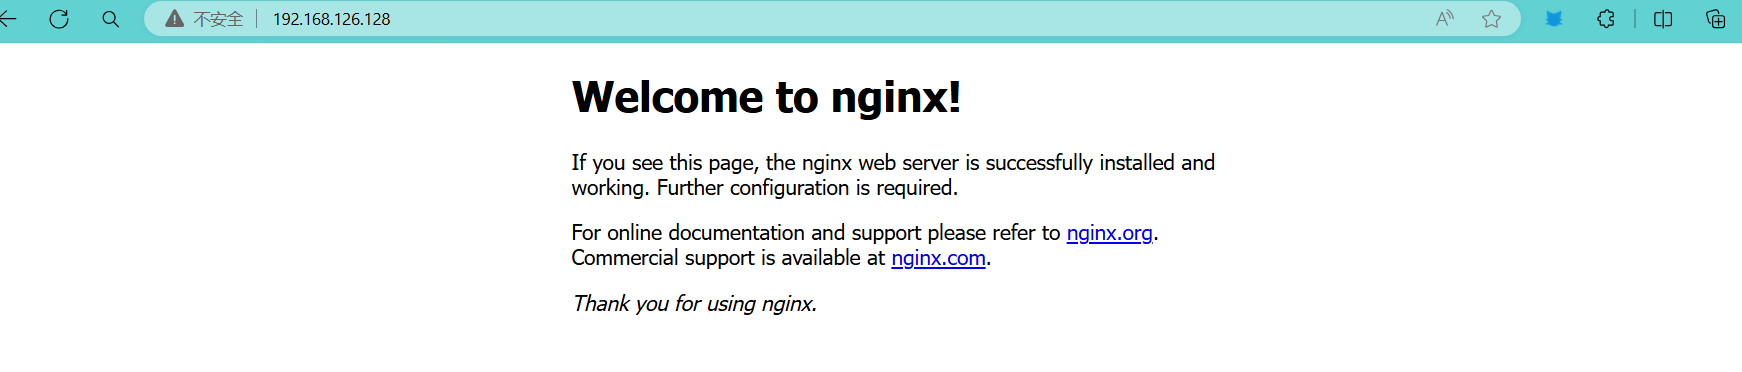 不安全 192.168.126.128
Welcome to nginx!
If you see this page, the nginx web server is successfully installed and
working. Further configuration is required.
For online documentation and support please refer to nginx.org.
Commercial support is available at nginx.com.
Thank you for using nginx.